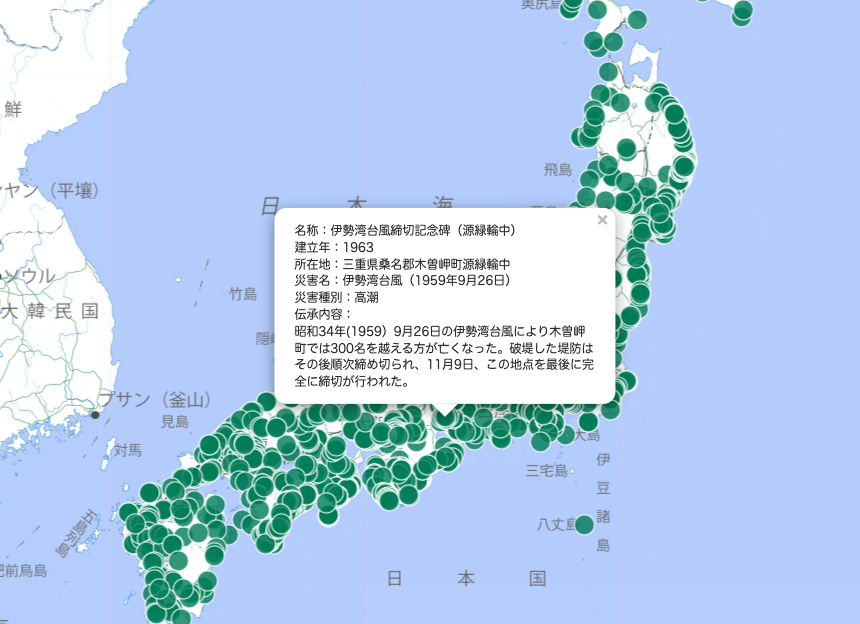 奥尻島
鮮
ヤン（平壌）
飛島
日本海
×
名称：伊勢湾台風締切記念碑（源緑輪中）
建立年：1963
所在地：三重県桑名郡木曽岬町源緑輪中
災害名：伊勢湾台風（1959年9月26日）
災害種別：高潮
伝承内容：
昭和34年(1959）9月26日の伊勢湾台風により木曽岬
町では300名を越える方が亡くなった。破堤した堤防は
その後順次締め切られ、11月9日、この地点を最後に完
全に締切が行われた。
ソウル
竹島
大韓民国
隠岐
プサン（釜山）
見島
対馬
大島
三宅島
伊豆諸島
五島列島
八丈島
肥前鳥島
日本国